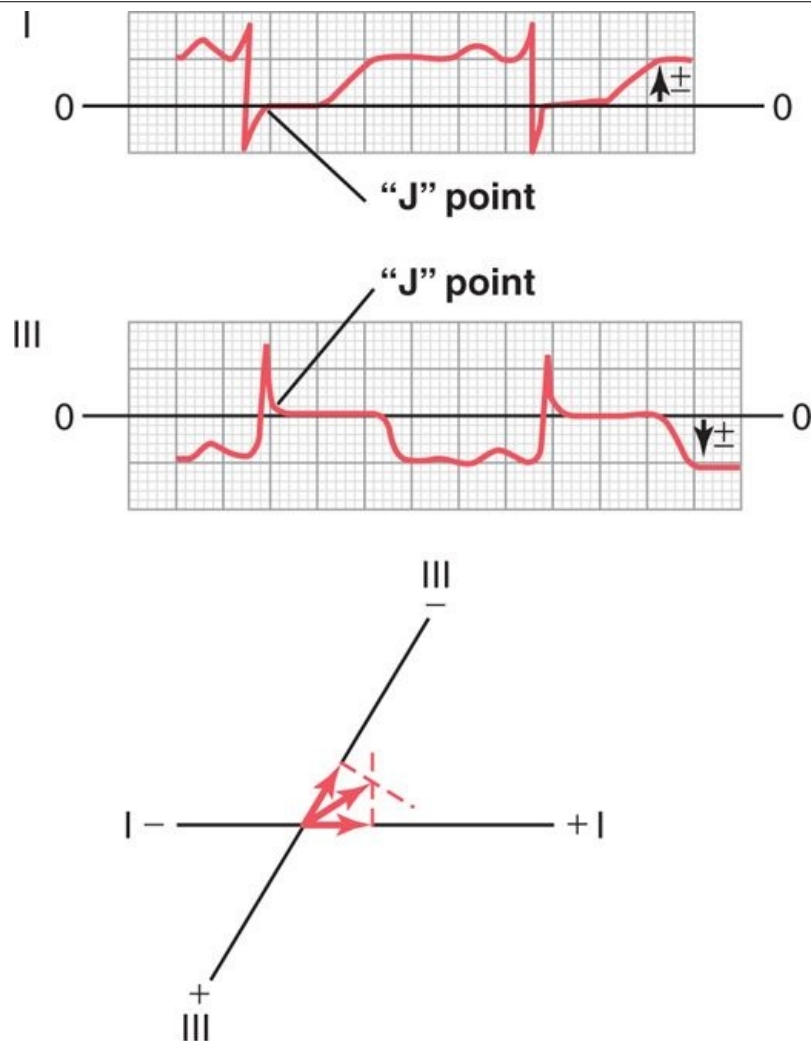 I
0 0
±
“J” point
“J” point
III
0 0
±
III
−
I − + I
+
III